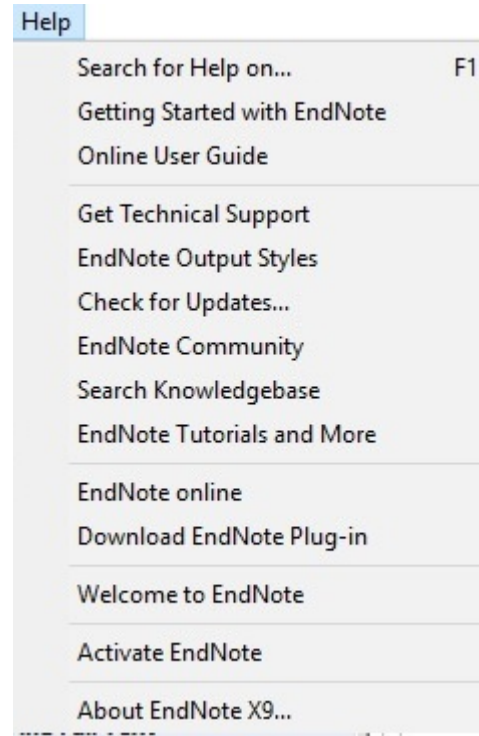 Help
Search for Help on... F1
Getting Started with EndNote
Online User Guide
Get Technical Support
EndNote Output Styles
Check for Updates...
EndNote Community
Search Knowledgebase
EndNote Tutorials and More
EndNote online
Download EndNote Plug-in
Welcome to EndNote
Activate EndNote
About EndNote X9...